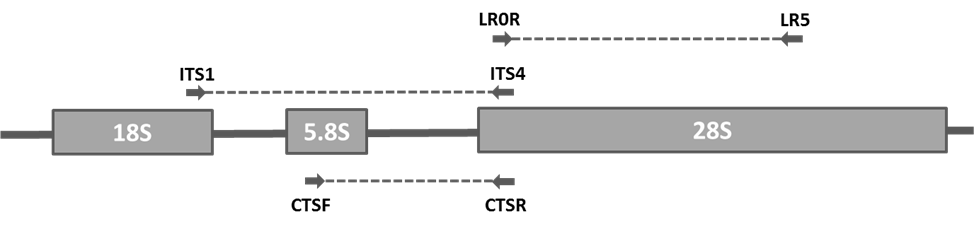 LR0R LR5
ITS1 ITS4
18S 5.8S 28S
CTSF CTSR